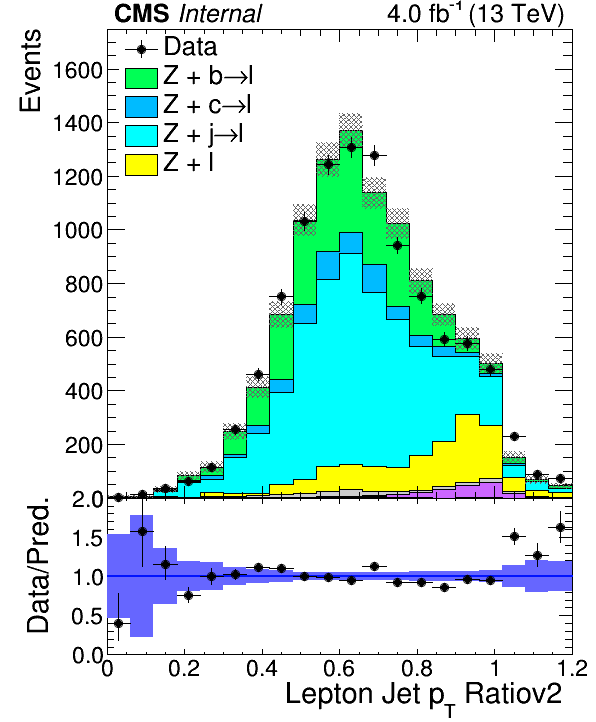 CMS Internal 4.0 fb-1 (13 TeV)
Events
1600
1400
1200
1000
800
600
400
200
Data
Z + b→l
Z + c→l
Z + j→l
Z + l
Data/Pred.
2.0
1.5
1.0
0.5
0.0
0 0.2 0.4 0.6 0.8 1 1.2
Lepton Jet pT Ratiov2